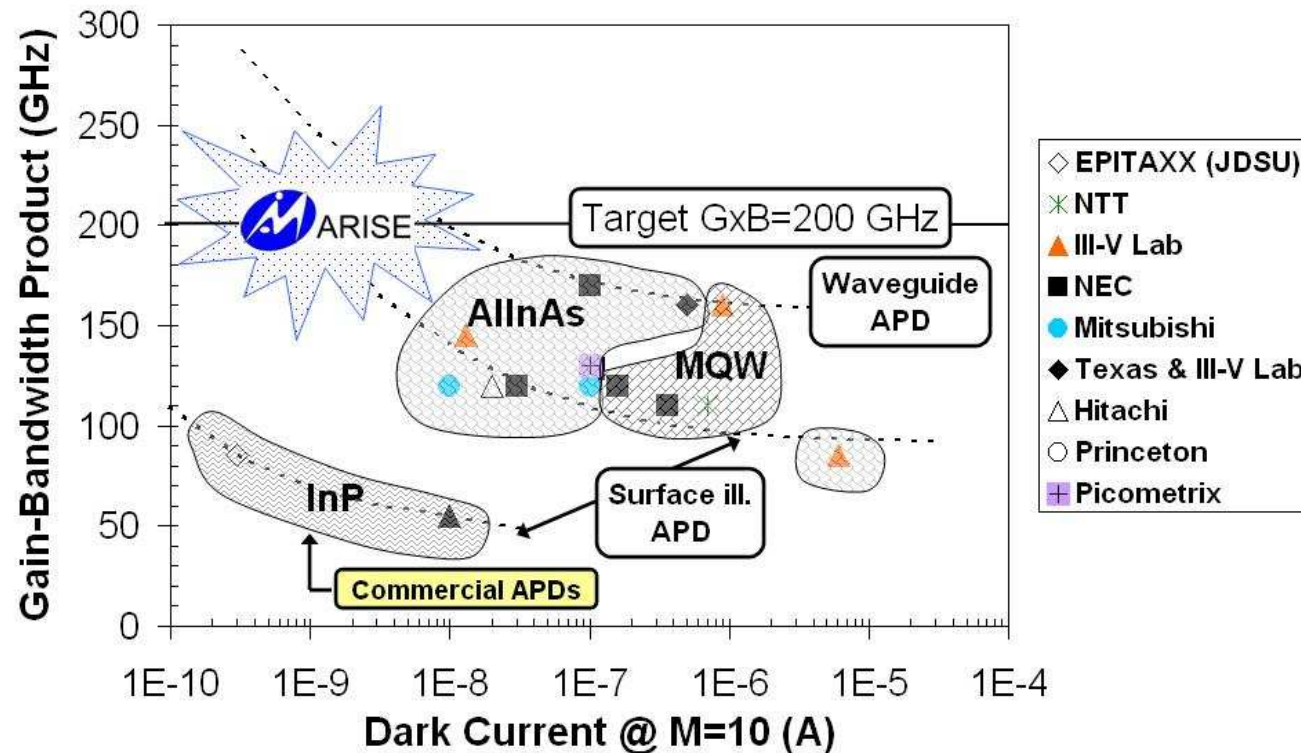 Gain-Bandwidth Product (GHz)
300
250
200
150
100
50
0
ARISE
Target GxB=200 GHz
Waveguide
APD
AlInAs
MQW
InP
Surface ill.
APD
Commercial APDs
1E-10 1E-9 1E-8 1E-7 1E-6 1E-5 1E-4
Dark Current @ M=10 (A)
EPITAXX (JDSU)
NTT
III-V Lab
NEC
Mitsubishi
Texas & III-V Lab
Hitachi
Princeton
Picometrix